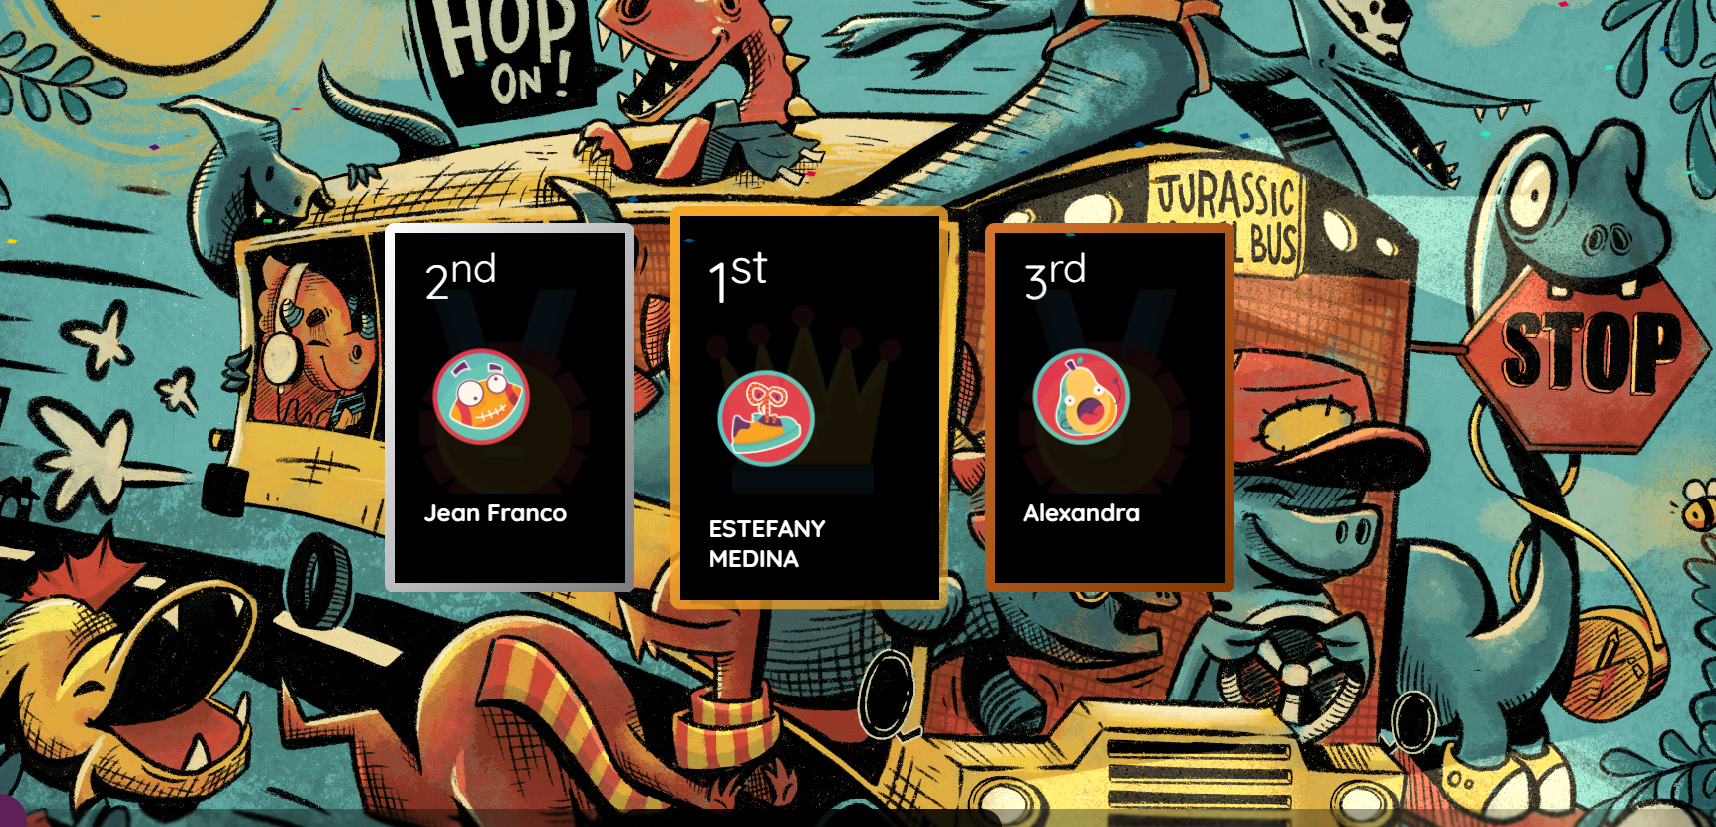 HOP
ON!
JURASSIC
BUS
STOP
2nd
Jean Franco
1st
ESTEFANY
MEDINA
3rd
Alexandra